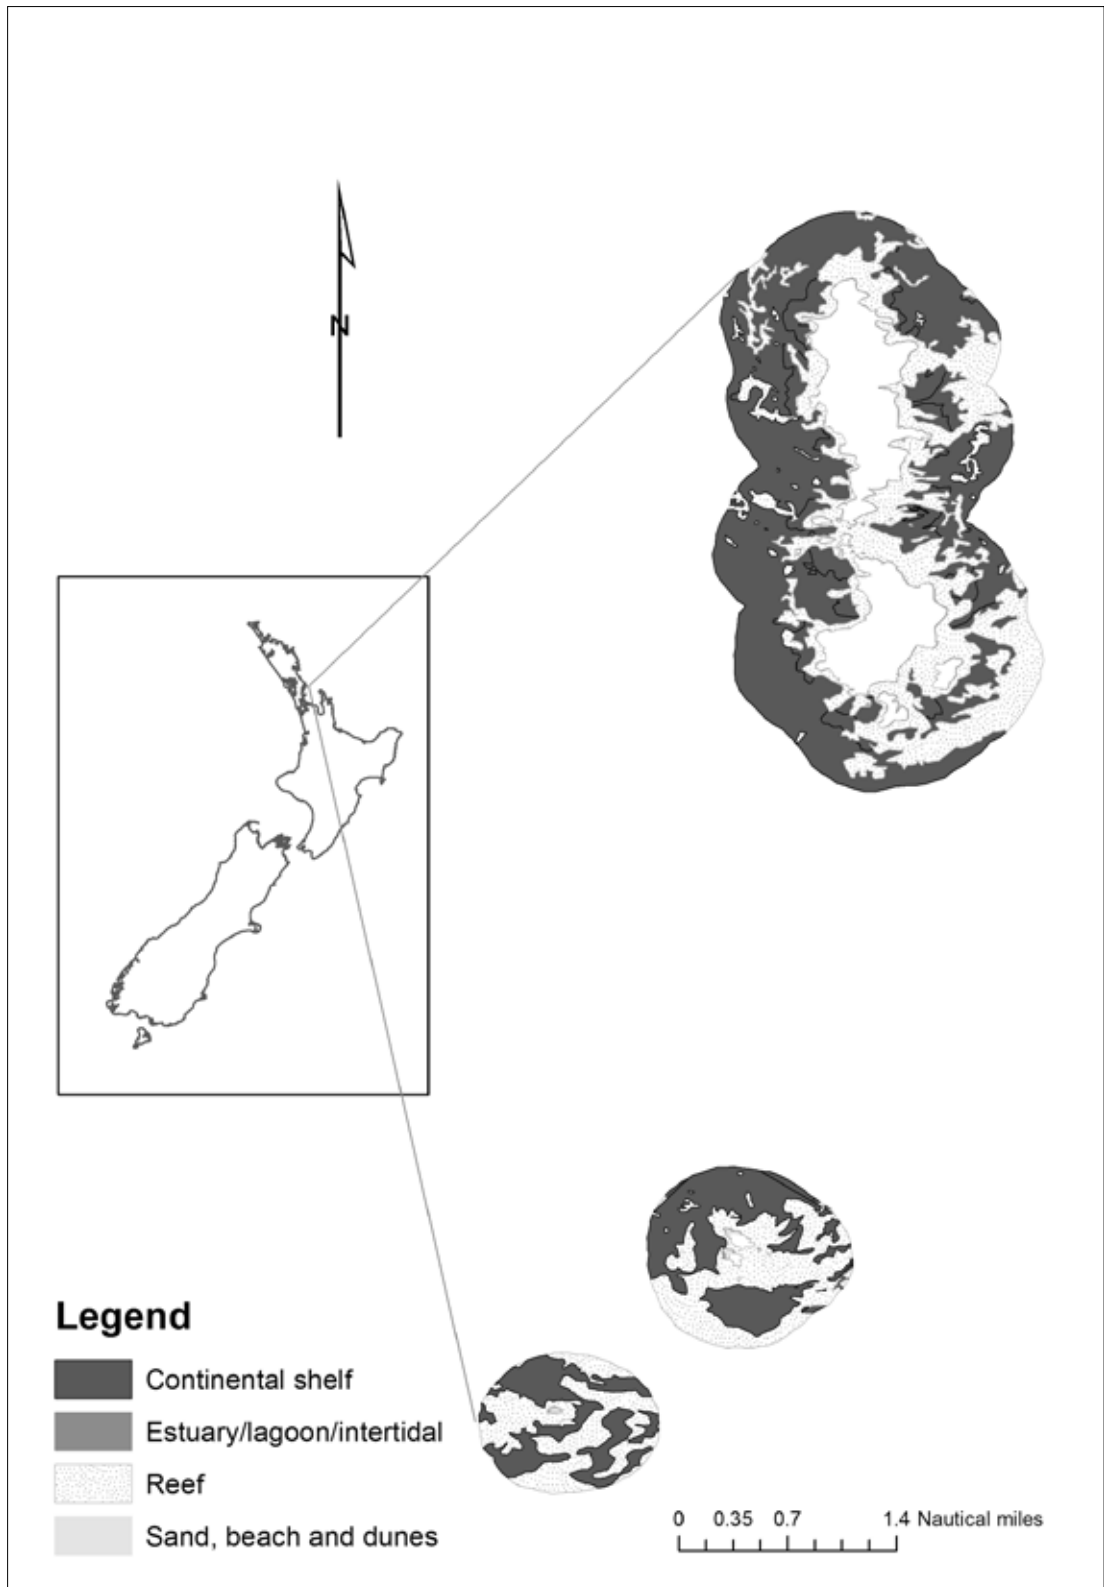 N
Legend
Continental shelf
Estuary/lagoon/intertidal
Reef
Sand, beach and dunes
0 0.35 0.7 1.4 Nautical miles